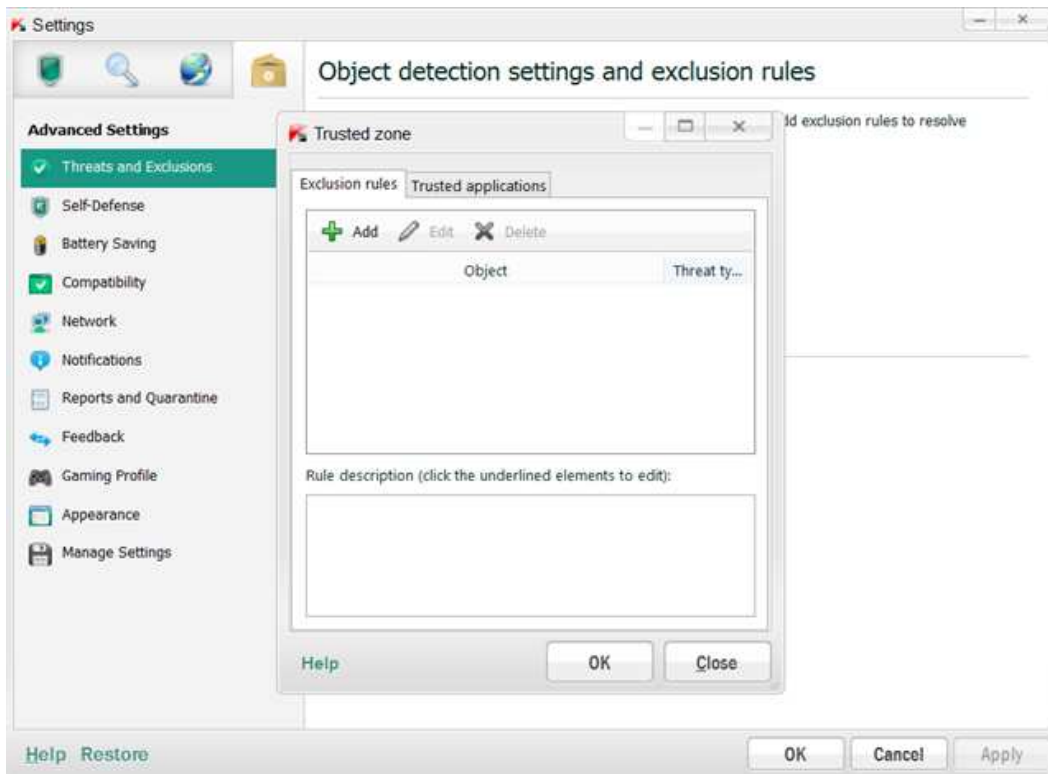 Settings
Object detection settings and exclusion rules
Advanced Settings
Threats and Exclusions
Self-Defense
Battery Saving
Compatibility
Network
Notifications
Reports and Quarantine
Feedback
Gaming Profile
Appearance
Manage Settings
dd exclusion rules to resolve
Trusted zone
Exclusion rules Trusted applications
Add Edit Delete
Object Threat ty...
Rule description (click the underlined elements to edit):
Help OK Close
Help Restore OK Cancel Apply